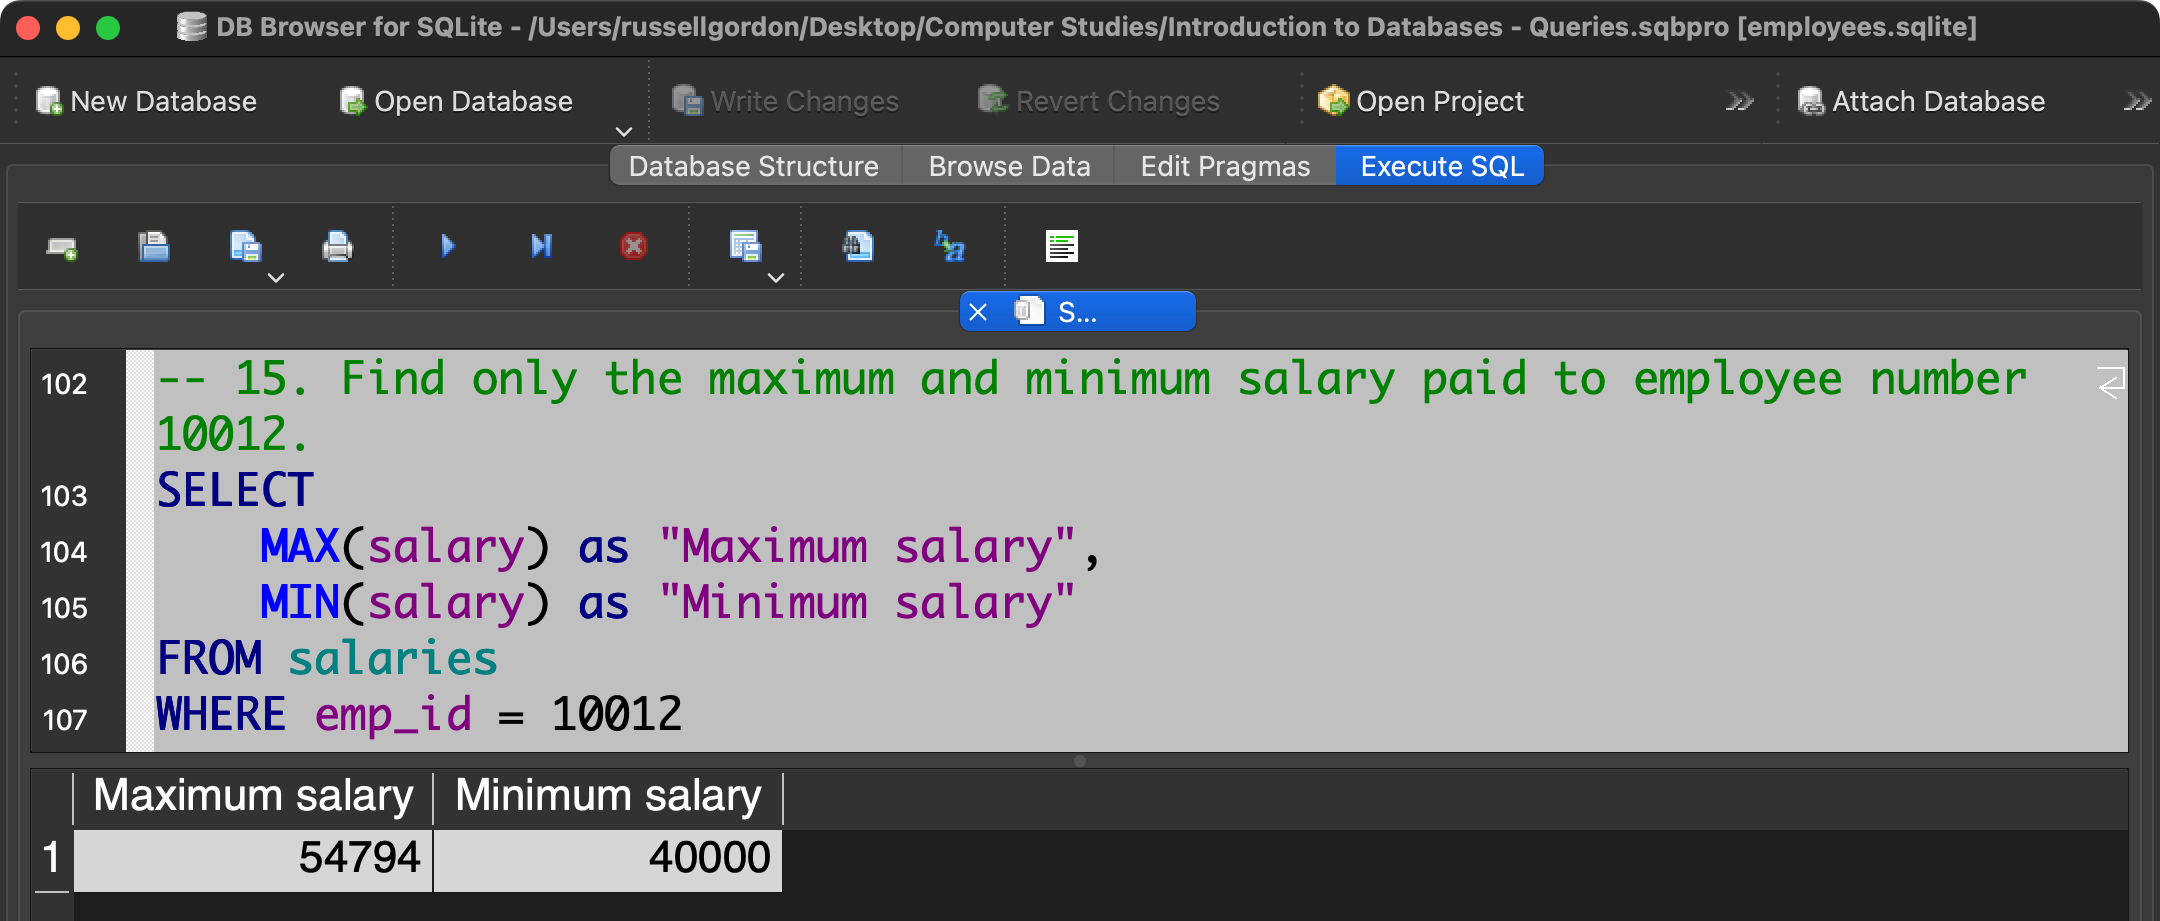 DB Browser for SQLite - /Users/russellgordon/Desktop/Computer Studies/Introduction to Databases - Queries.sqbpro [employees.sqlite]
New Database Open Database Write Changes Revert Changes Open Project Attach Database
Database Structure Browse Data Edit Pragmas Execute SQL
S...
102 -- 15. Find only the maximum and minimum salary paid to employee number
10012.
103 SELECT
104 MAX(salary) as "Maximum salary",
105 MIN(salary) as "Minimum salary"
106 FROM salaries
107 WHERE emp_id = 10012
Maximum salary Minimum salary
1 54794 40000